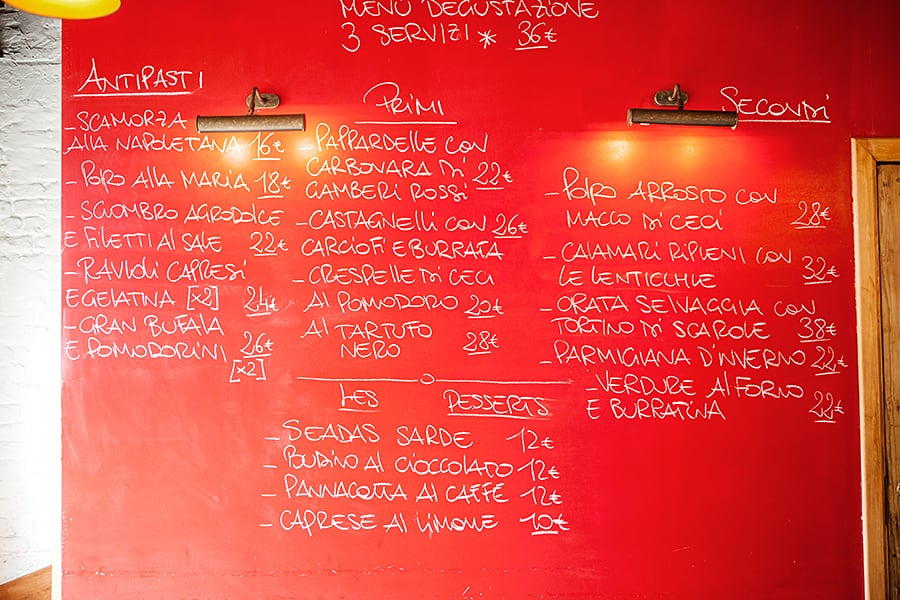 MENU DEGUSTAZIONE
3 SERVIZI * 36€
ANTIPASTI
- SCAMORZA
ALLA NAPOLETANA 16€
- POLPO ALLA MARIA 18€
- SGOMBRO AGRODOLCE
E FILETTI AL SALE 22€
- RAVIOLI CAPRESI
E GELATINA [x2] 24€
- GRAN BUFALA
E POMODORINI 26€
[x2]
PRIMI
- PAPPARDELLE CON
CARBONARA DI 22€
GAMBERI ROSSI
- CASTAGNELLI CON 26€
CARCIOFI E BURRATA
- CRESPELLE DI CECI
AL POMODORO 20€
AL TARTUFO
NERO 28€
SECONDI
- POLPO ARROSTO CON
MACCO DI CECI 28€
- CALAMARI RIPIENI CON
LE LENTICCHIE 32€
- ORATA SELVAGGIA CON
TORTINO DI SCAROLE 38€
- PARMIGIANA D'INVERNO 22€
- VERDURE AL FORNO
E BURRATINA 22€
LES DESSERTS
- SEADAS SARDE 12€
- BUDINO AL CIOCCOLATO 12€
- PANNACOTTA AL CAFFÉ 12€
- CAPRESE AL LIMONE 10€